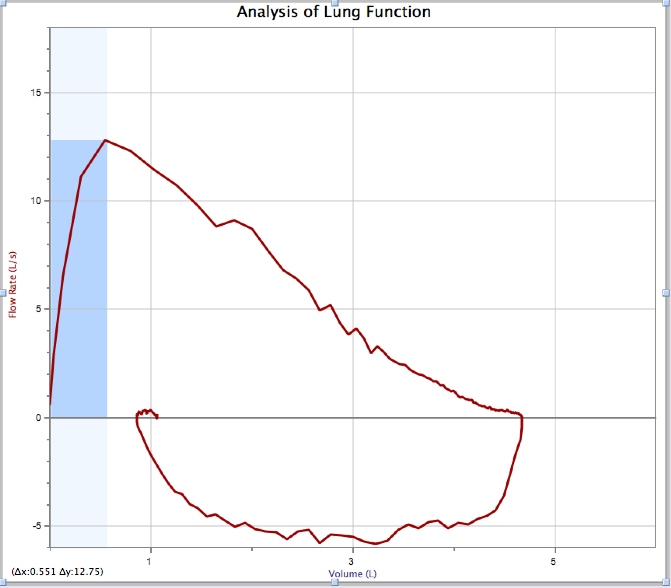 Analysis of Lung Function
15
10
5
0
-5
Flow Rate (L/s)
1
3
5
(Δx:0.551 Δy:12.75)
Volume (L)